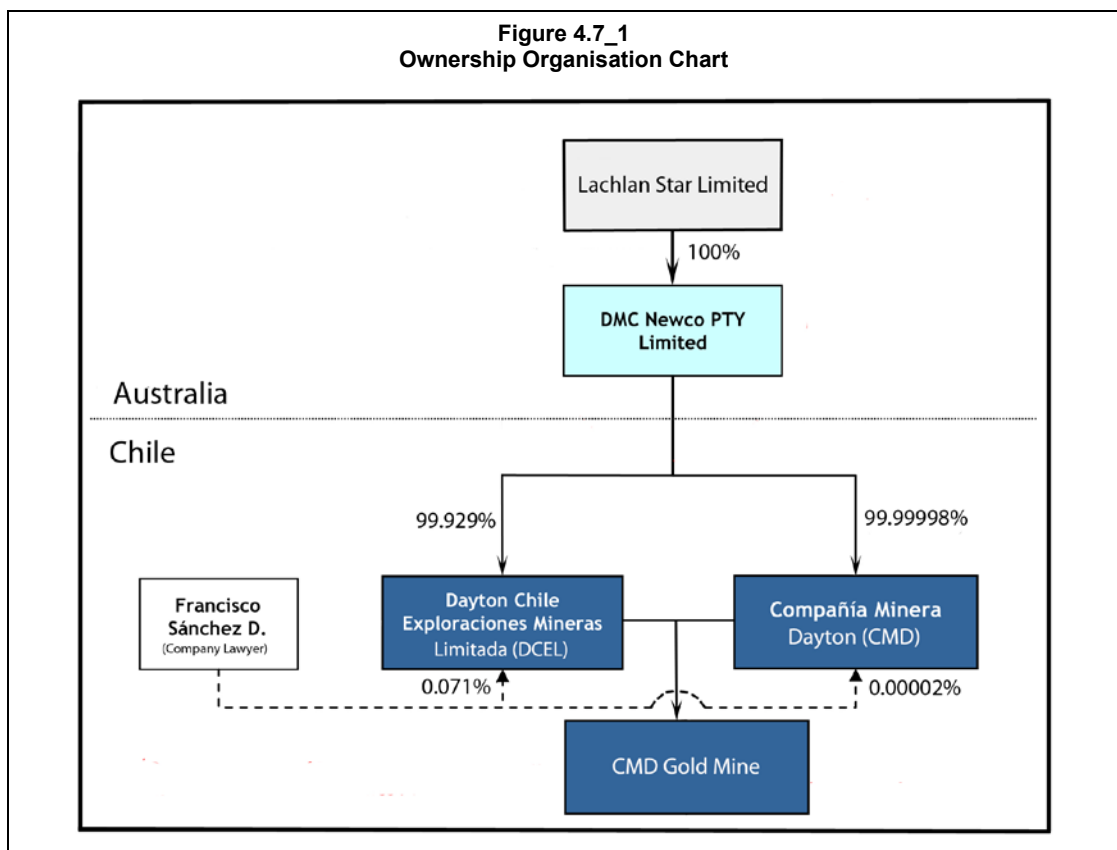 Figure 4.7_1
Ownership Organisation Chart
Lachlan Star Limited
100%
DMC Newco PTY
Limited
Australia
Chile
99.929%
99.99998%
Francisco
Sánchez D.
(Company Lawyer)
Dayton Chile
Exploraciones Mineras
Limitada (DCEL)
Compañía Minera
Dayton (CMD)
0.071%
0.00002%
CMD Gold Mine